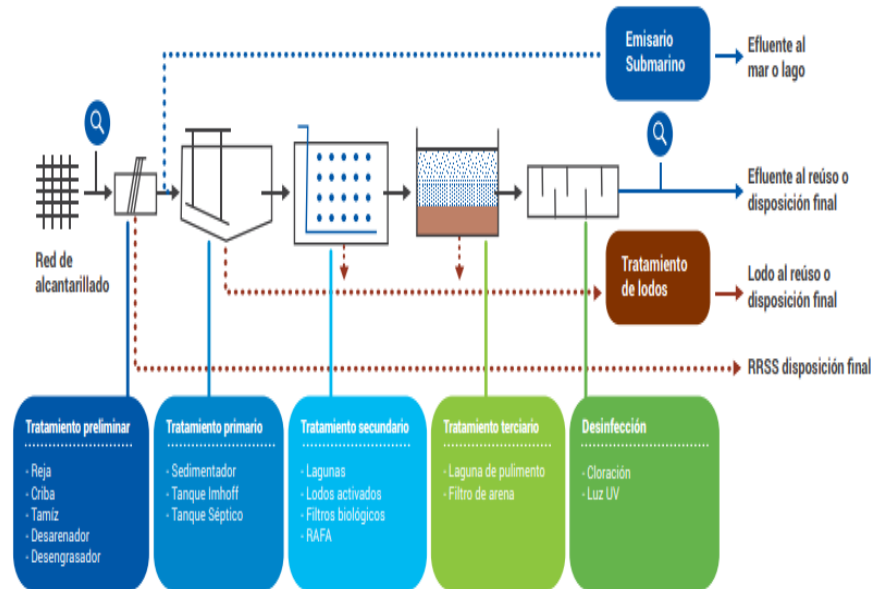 Emisario
Submarino
Efluente al
mar o lago
Efluente al reúso o
disposición final
Red de
alcantarillado
Tratamiento
de lodos
Lodo al reúso o
disposición final
RRSS disposición final
Tratamiento preliminar
- Reja
- Criba
- Tamíz
- Desarenador
- Desengrasador
Tratamiento primario
- Sedimentador
- Tanque Imhoff
- Tanque Séptico
Tratamiento secundario
- Lagunas
- Lodos activados
- Filtros biológicos
- RAFA
Tratamiento terciario
- Laguna de pulimento
- Filtro de arena
Desinfección
- Cloración
- Luz UV